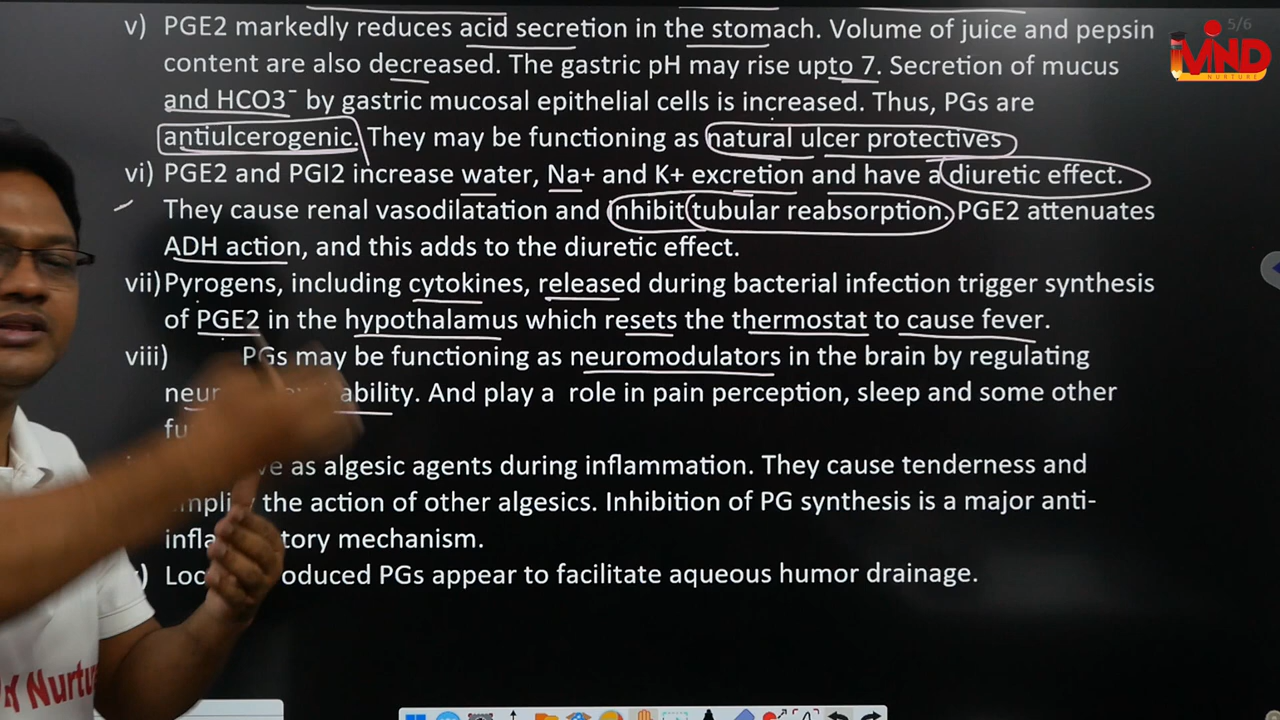 5/6
MIND
NURTURE
v) PGE2 markedly reduces acid secretion in the stomach. Volume of juice and pepsin
content are also decreased. The gastric pH may rise upto 7. Secretion of mucus
and HCO3⁻ by gastric mucosal epithelial cells is increased. Thus, PGs are
antiulcerogenic. They may be functioning as natural ulcer protectives
vi) PGE2 and PGI2 increase water, Na+ and K+ excretion and have a diuretic effect.
They cause renal vasodilatation and inhibit tubular reabsorption. PGE2 attenuates
ADH action, and this adds to the diuretic effect.
vii) Pyrogens, including cytokines, released during bacterial infection trigger synthesis
of PGE2 in the hypothalamus which resets the thermostat to cause fever.
viii) PGs may be functioning as neuromodulators in the brain by regulating
ability. And play a role in pain perception, sleep and some other
as algesic agents during inflammation. They cause tenderness and
the action of other algesics. Inhibition of PG synthesis is a major anti-
mechanism.
PGs appear to facilitate aqueous humor drainage.
Nurtu